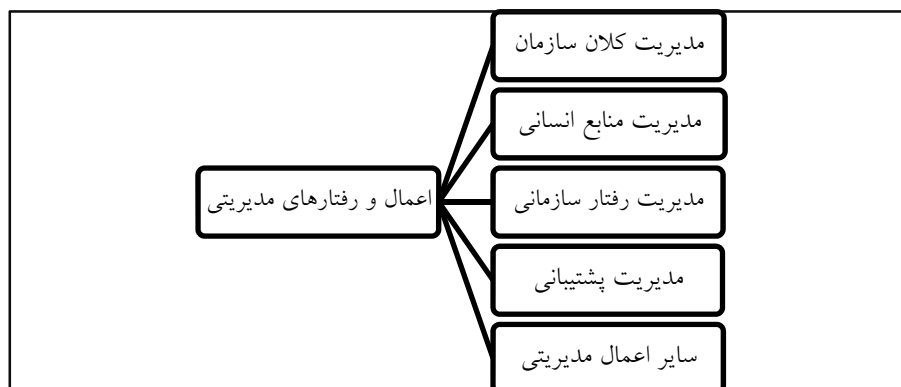 مدیریت کلان سازمان
مدیریت منابع انسانی
اعمال و رفتارهای مدیریتی
مدیریت رفتار سازمانی
مدیریت پشتیبانی
سایر اعمال مدیریتی